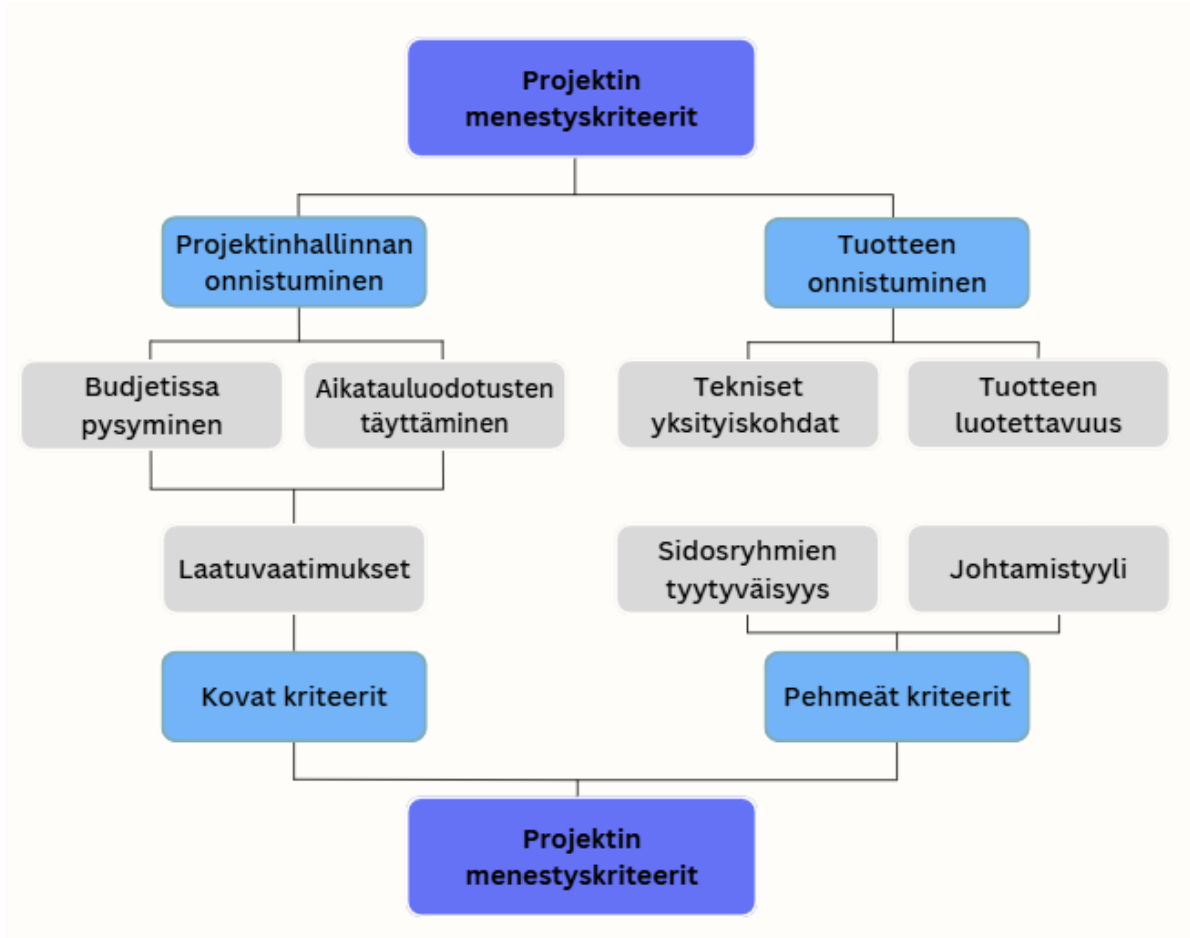 Projektin
menestyskriteerit
Projektinhallinnan
onnistuminen
Tuotteen
onnistuminen
Budjetissa
pysyminen
Aikatauluodotusten
täyttäminen
Tekniset
yksityiskohdat
Tuotteen
luotettavuus
Laatuvaatimukset
Sidosryhmien
tyytyväisyys
Johtamistyyli
Kovat kriteerit
Pehmeät kriteerit
Projektin
menestyskriteerit